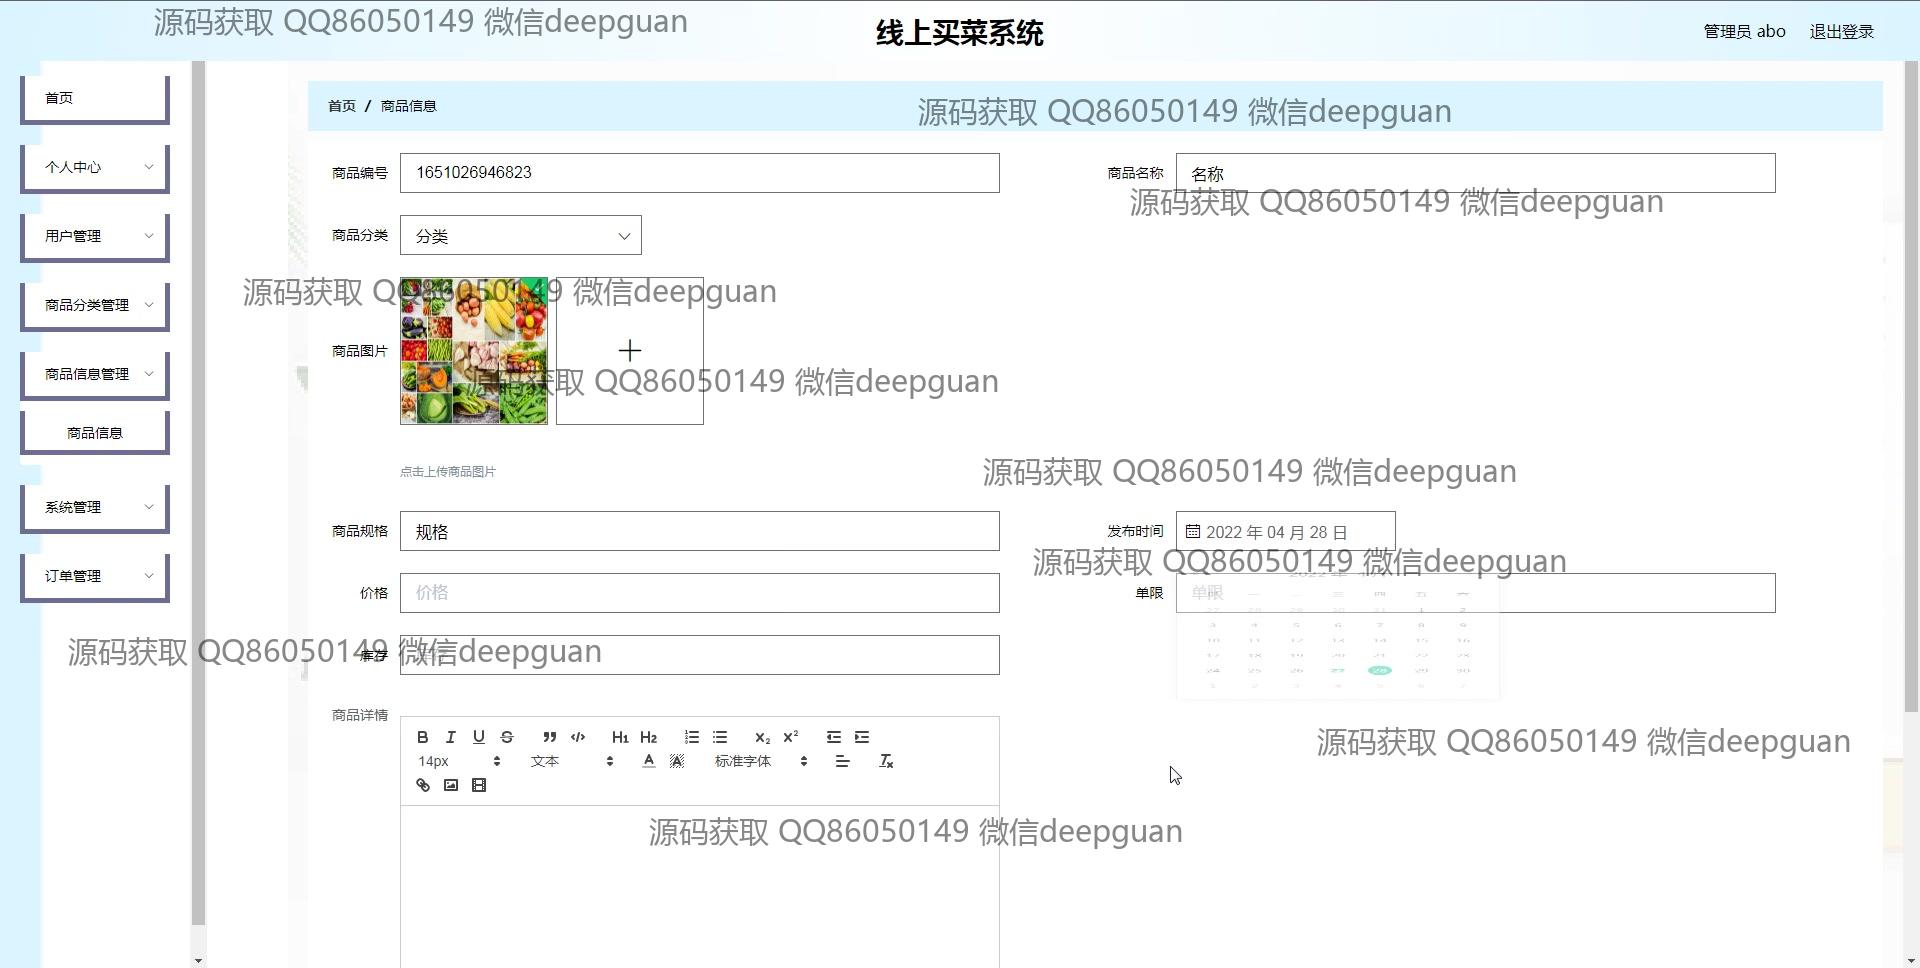 源码获取 QQ86050149 微信deepguan
线上买菜系统
管理员 abo
退出登录
首页
个人中心
用户管理
商品分类管理
商品信息管理
商品信息
系统管理
订单管理
首页 / 商品信息
源码获取 QQ86050149 微信deepguan
商品编号
1651026946823
商品名称
名称
源码获取 QQ86050149 微信deepguan
商品分类
分类
源码获取 QQ86050149 微信deepguan
商品图片
源码获取 QQ86050149 微信deepguan
点击上传商品图片
源码获取 QQ86050149 微信deepguan
商品规格
规格
发布时间
2022 年 04 月 28 日
源码获取 QQ86050149 微信deepguan
价格
价格
单限
单限
源码获取 QQ86050149 微信deepguan
库存
商品详情
B I U S H1 H2 X₂ X²
14px 文本 A A 标准字体 Tx
源码获取 QQ86050149 微信deepguan
源码获取 QQ86050149 微信deepguan